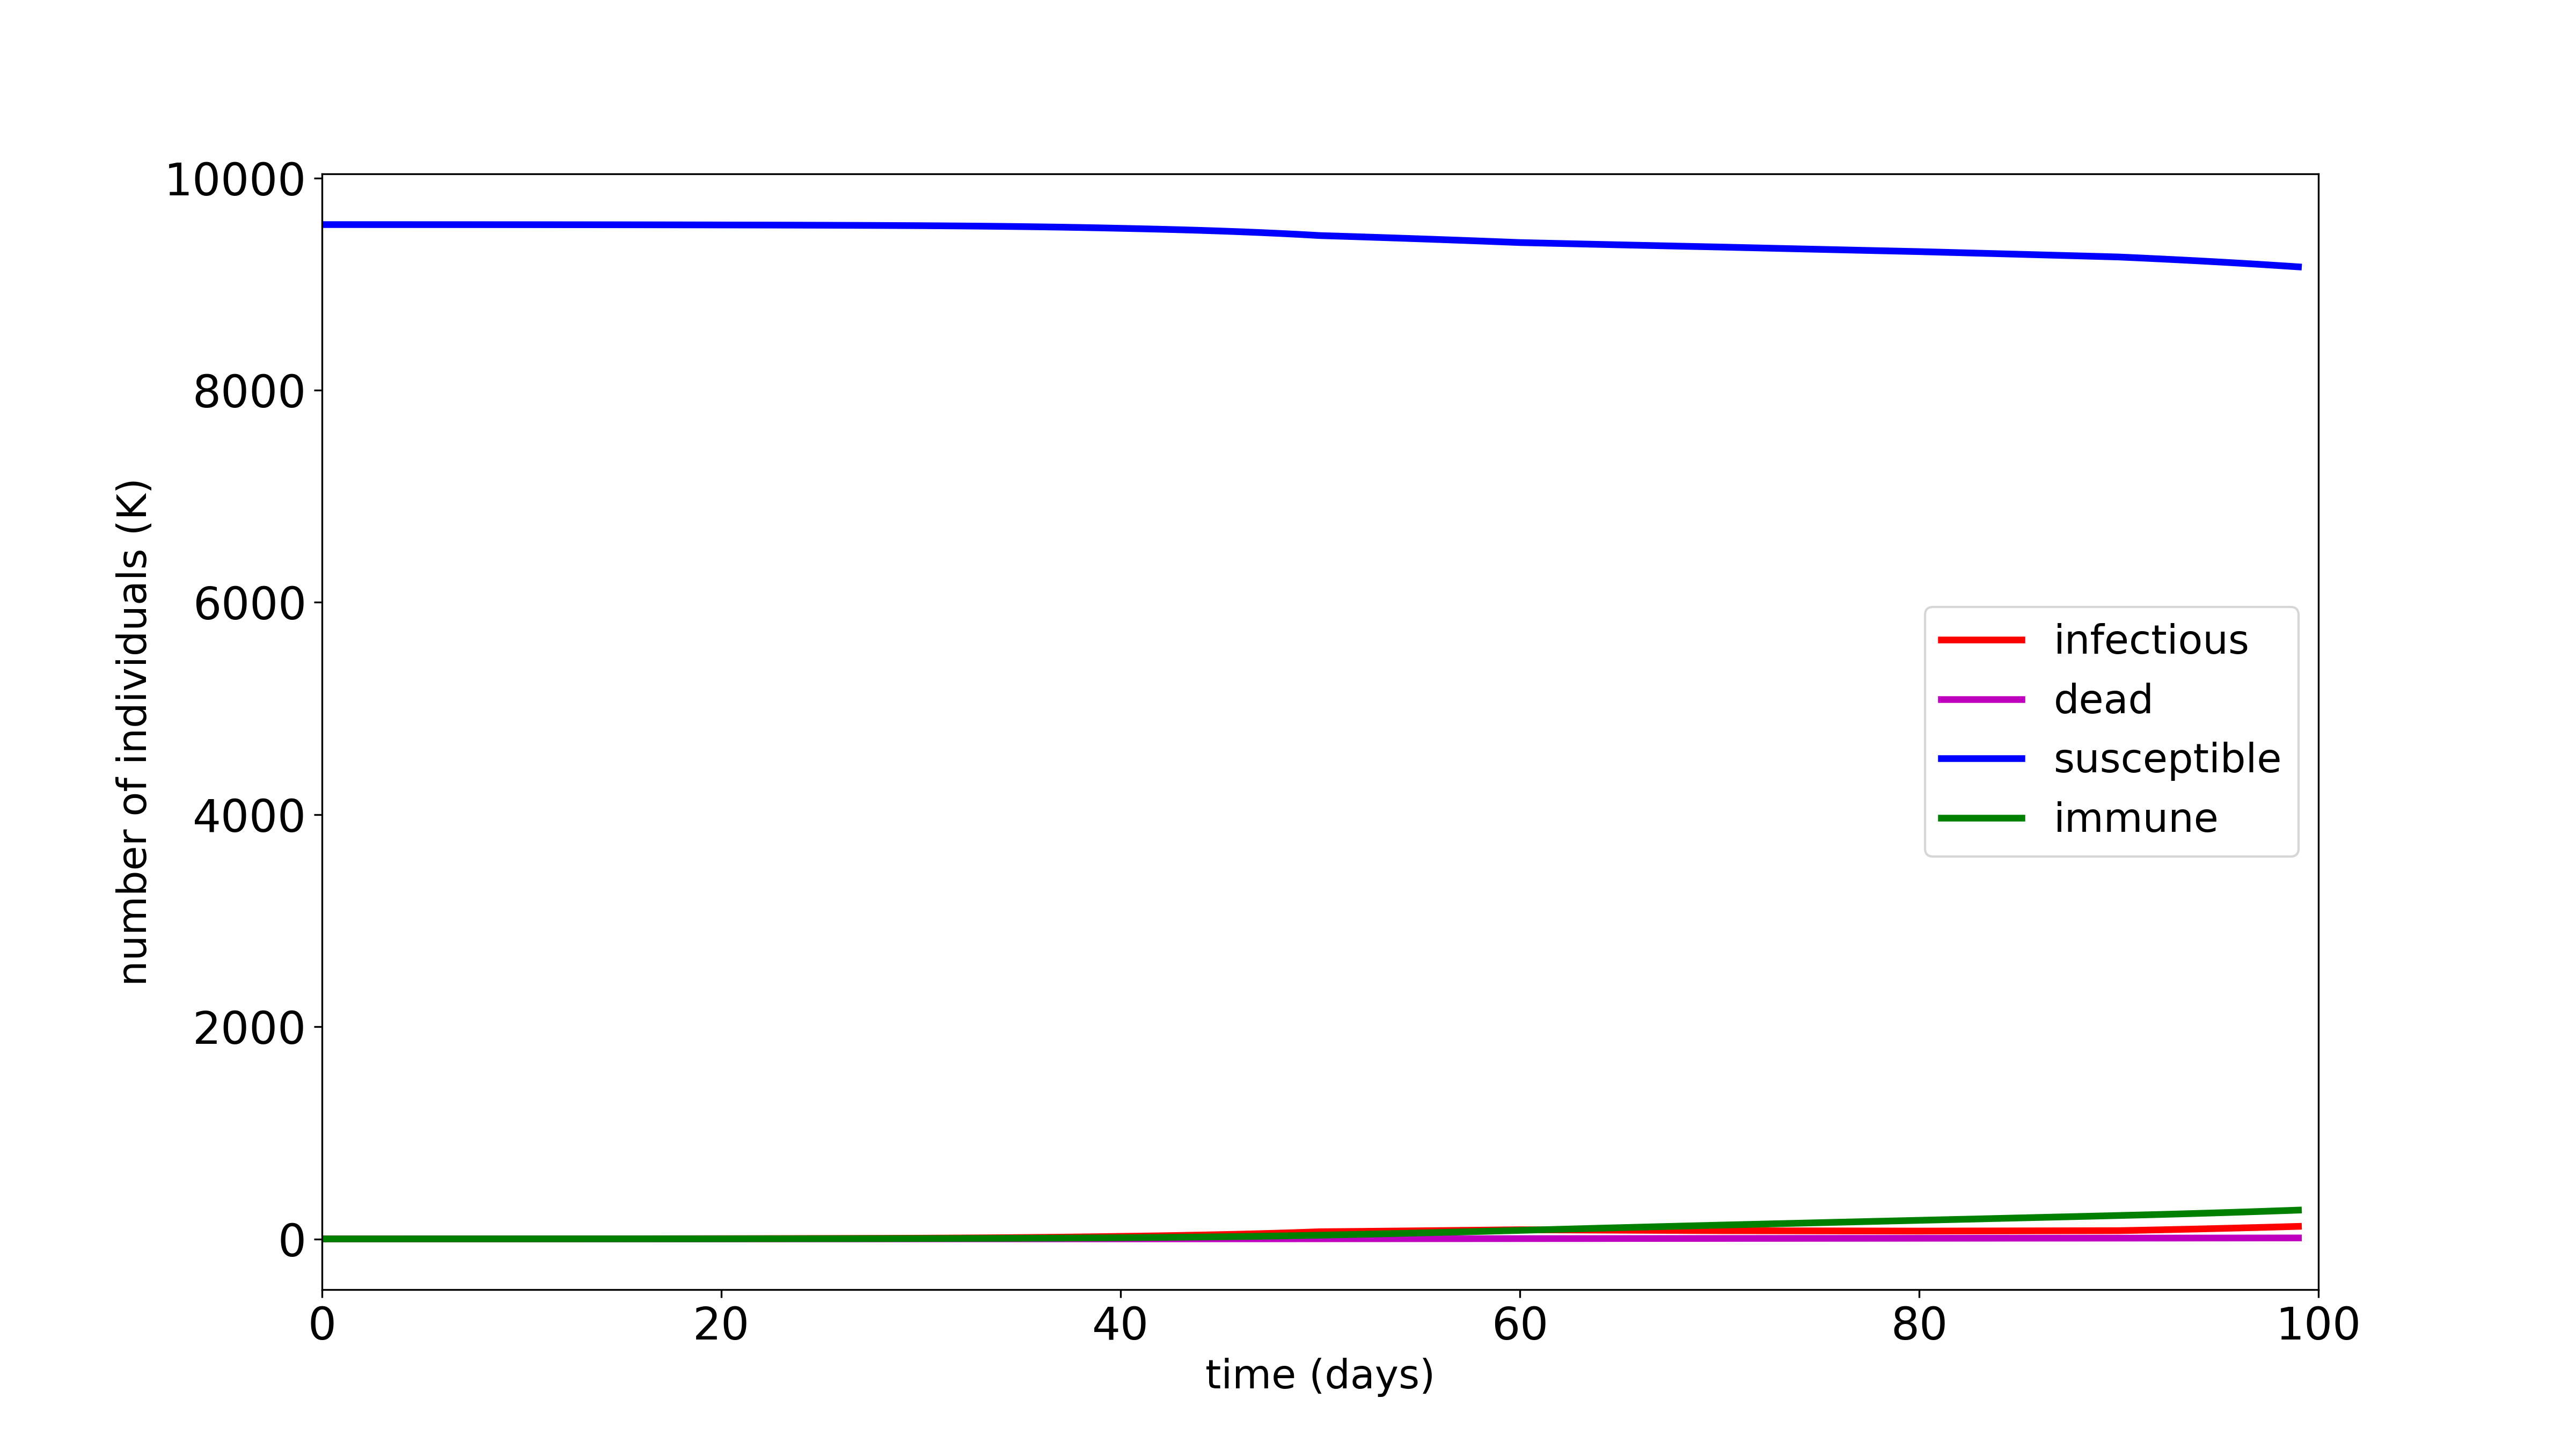 10000
8000
6000
4000
2000
0
number of individuals (K)
infectious
dead
susceptible
immune
0 20 40 60 80 100
time (days)